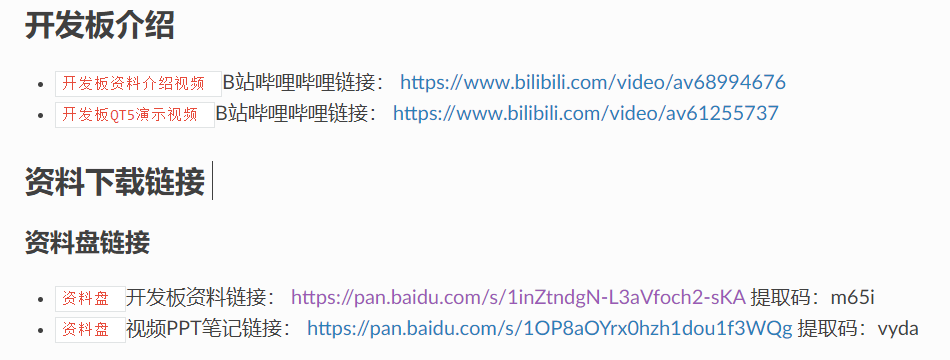 开发板介绍
开发板资料介绍视频 B站哔哩哔哩链接： https://www.bilibili.com/video/av68994676
开发板QT5演示视频 B站哔哩哔哩链接： https://www.bilibili.com/video/av61255737
资料下载链接
资料盘链接
资料盘 开发板资料链接： https://pan.baidu.com/s/1inZtndgN-L3aVfoch2-sKA 提取码：m65i
资料盘 视频PPT笔记链接： https://pan.baidu.com/s/1OP8aOYrx0hzh1dou1f3WQg 提取码：vyda